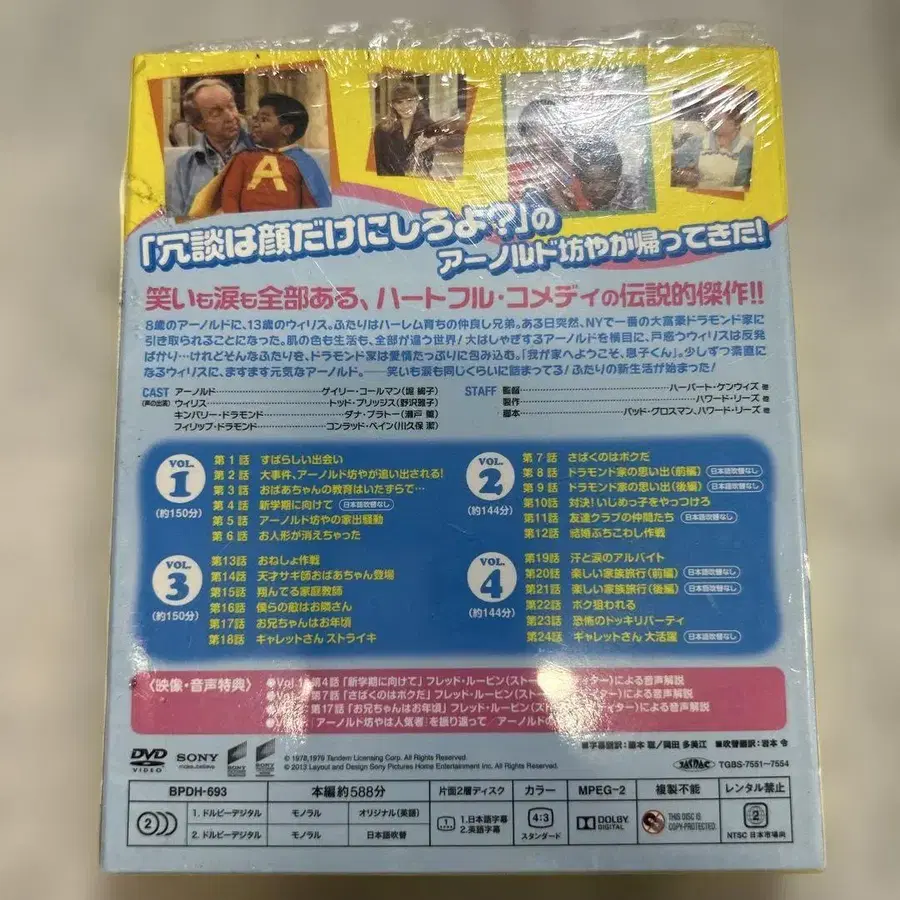 A
「冗談は顔だけにしろよ?」の
アーノルド坊やが帰ってきた!
笑いも涙も全部ある、ハートフル・コメディの伝説的傑作!!
8歳のアーノルドに、13歳のウィリス。ふたりはハーレム育ちの仲良し兄弟。ある日突然、NYで一番の大富豪ドラモンド家に
引き取られることになった。肌の色も生活も、全部が違う世界!大はしゃぎするアーノルドを横目に、戸惑うウィリスは反発
ばかり…けれどそんなふたりを、ドラモンド家は愛情たっぷりに包み込む。「我が家へようこそ、息子くん」。少しずつ素直に
なるウィリスに、ますます元気なアーノルド。――笑いも涙も同じくらいに詰まってる!ふたりの新生活が始まった!
CAST アーノルド…ゲイリー・コールマン(堀 絢子)
(声の出演) ウィリス…トッド・ブリッジス(野沢雅子)
キンバリー・ドラモンド…ダナ・プラトー(瀬戸 薫)
フィリップ・ドラモンド…コンラッド・ベイン(川久保 潔)
STAFF 監督…ハーバート・ケンウィズ 他
製作…ハワード・リーズ 他
脚本…バッド・グロスマン、ハワード・リーズ 他
VOL. 1 (約150分)
第1話 すばらしい出会い
第2話 大事件、アーノルド坊やが追い出される!
第3話 おばあちゃんの教育はいたずらで…
第4話 新学期に向けて 日本語吹替なし
第5話 アーノルド坊やの家出騒動
第6話 お人形が消えちゃった
VOL. 2 (約144分)
第7話 さばくのはボクだ
第8話 ドラモンド家の思い出(前編) 日本語吹替なし
第9話 ドラモンド家の思い出(後編) 日本語吹替なし
第10話 対決!いじめっ子をやっつけろ
第11話 友達クラブの仲間たち 日本語吹替なし
第12話 結婚ぶちこわし作戦
VOL. 3 (約150分)
第13話 おねしょ作戦
第14話 天才サギ師おばあちゃん登場
第15話 翔んでる家庭教師
第16話 僕らの敵はお隣さん
第17話 お兄ちゃんはお年頃
第18話 ギャレットさん ストライキ
VOL. 4 (約144分)
第19話 汗と涙のアルバイト
第20話 楽しい家族旅行(前編) 日本語吹替なし
第21話 楽しい家族旅行(後編) 日本語吹替なし
第22話 ボク狙われる
第23話 恐怖のドッキリパーティ
第24話 ギャレットさん 大活躍 日本語吹替なし
〈映像・音声特典〉
●Vol.1 第4話「新学期に向けて」フレッド・ルービン(ストー ィター)による音声解説
第7話「さばくのはボクだ」フレッド・ルービン(ストー ター)による音声解説
第17話「お兄ちゃんはお年頃」フレッド・ルービン(ス ィター)による音声解説
「アーノルド坊やは人気者」を振り返って/アーノルドの
■吹替翻訳:岩本 令
DVD VIDEO
SONY
make.believe
© 1978,1979 Tandem Licensing Corp. All Rights Reserved.
© 2013 Layout and Design Sony Pictures Home Entertainment Inc. All Rights Reserved.
TGBS-7551~7554
BPDH-693
本編約588分
片面2層ディスク
カラー
MPEG-2
複製不能
レンタル禁止
2
1. ドルビーデジタル モノラル オリジナル(英語)
2. ドルビーデジタル モノラル 日本語吹替
1.日本語字幕
2.英語字幕
4:3
スタンダード
DOLBY DIGITAL
THIS DISC IS COPY-PROTECTED.
2
NTSC 日本市場向